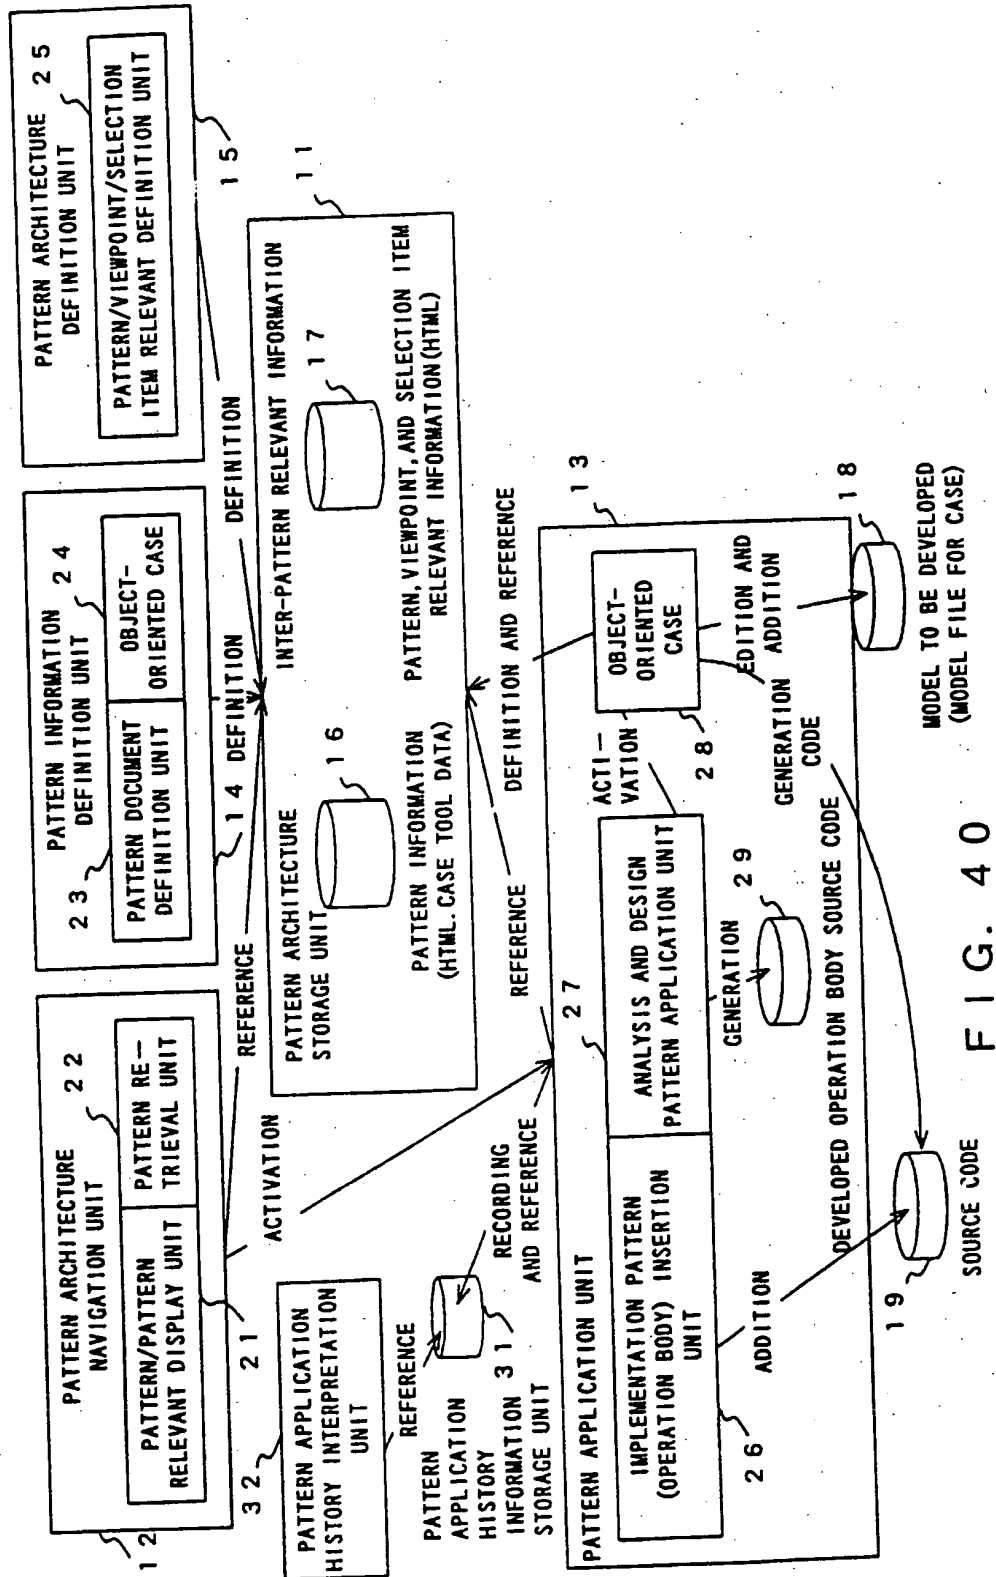 PATTERN ARCHITECTURE
NAVIGATION UNIT
22
PATTERN/PATTERN
RELEVANT DISPLAY UNIT
PATTERN RE-
TRIEVAL UNIT
12
21
PATTERN INFORMATION
DEFINITION UNIT
23
24
PATTERN DOCUMENT
DEFINITION UNIT
OBJECT-
ORIENTED CASE
14
DEFINITION
PATTERN ARCHITECTURE
DEFINITION UNIT
25
PATTERN/VIEWPOINT/SELECTION
ITEM RELEVANT DEFINITION UNIT
15
REFERENCE
DEFINITION
ACTIVATION
32
PATTERN APPLICATION
HISTORY INTERPRETATION
UNIT
PATTERN ARCHITECTURE
STORAGE UNIT
16
PATTERN INFORMATION
(HTML.CASE TOOL DATA)
INTER-PATTERN RELEVANT INFORMATION
17
PATTERN,VIEWPOINT,AND SELECTION ITEM
RELEVANT INFORMATION(HTML)
11
REFERENCE
PATTERN
APPLICATION
HISTORY
INFORMATION 31
STORAGE UNIT
RECORDING
AND REFERENCE
REFERENCE
DEFINITION AND REFERENCE
PATTERN APPLICATION UNIT
27
13
IMPLEMENTATION PATTERN
(OPERATION BODY) INSERTION
UNIT
ANALYSIS AND DESIGN
PATTERN APPLICATION UNIT
ACTI-
VATION
OBJECT-
ORIENTED
CASE
26
28
ADDITION
GENERATION
29
EDITION AND
ADDITION
GENERATION
CODE
DEVELOPED OPERATION BODY SOURCE CODE
18
19
SOURCE CODE
MODEL TO BE DEVELOPED
(MODEL FILE FOR CASE)
FIG. 40